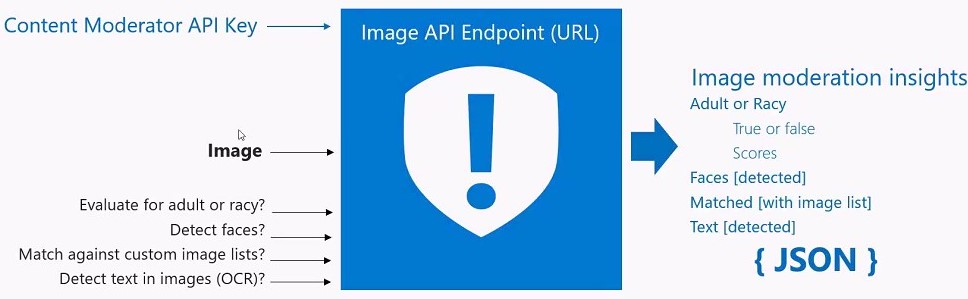 Content Moderator API Key
Image API Endpoint (URL)
Image
Evaluate for adult or racy?
Detect faces?
Match against custom image lists?
Detect text in images (OCR)?
Image moderation insights
Adult or Racy
True or false
Scores
Faces [detected]
Matched [with image list]
Text [detected]
{ JSON }